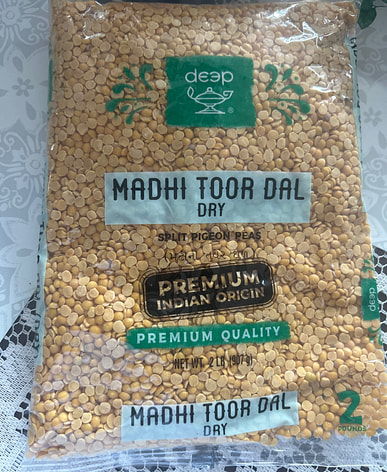 deep
®
MADHI TOOR DAL
DRY
SPLIT PIGEON PEAS
PREMIUM
INDIAN ORIGIN
PREMIUM QUALITY
NET WT. 2 LB (907 g)
deep
MADHI TOOR DAL
DRY
2
POUNDS